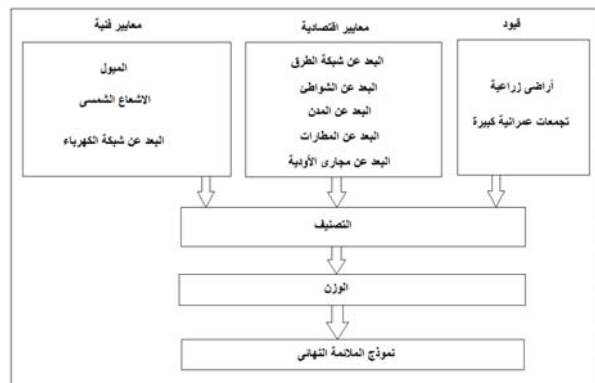 قيود
معايير اقتصادية
معايير فنية
أراضى زراعية
تجمعات عمرانية كبيرة
البعد عن شبكة الطرق
البعد عن الشواطئ
البعد عن المدن
البعد عن المطارات
البعد عن مجارى الأودية
الميول
الاشعاع الشمسى
البعد عن شبكة الكهرباء
التصنيف
الوزن
نموذج الملائمة النهائى